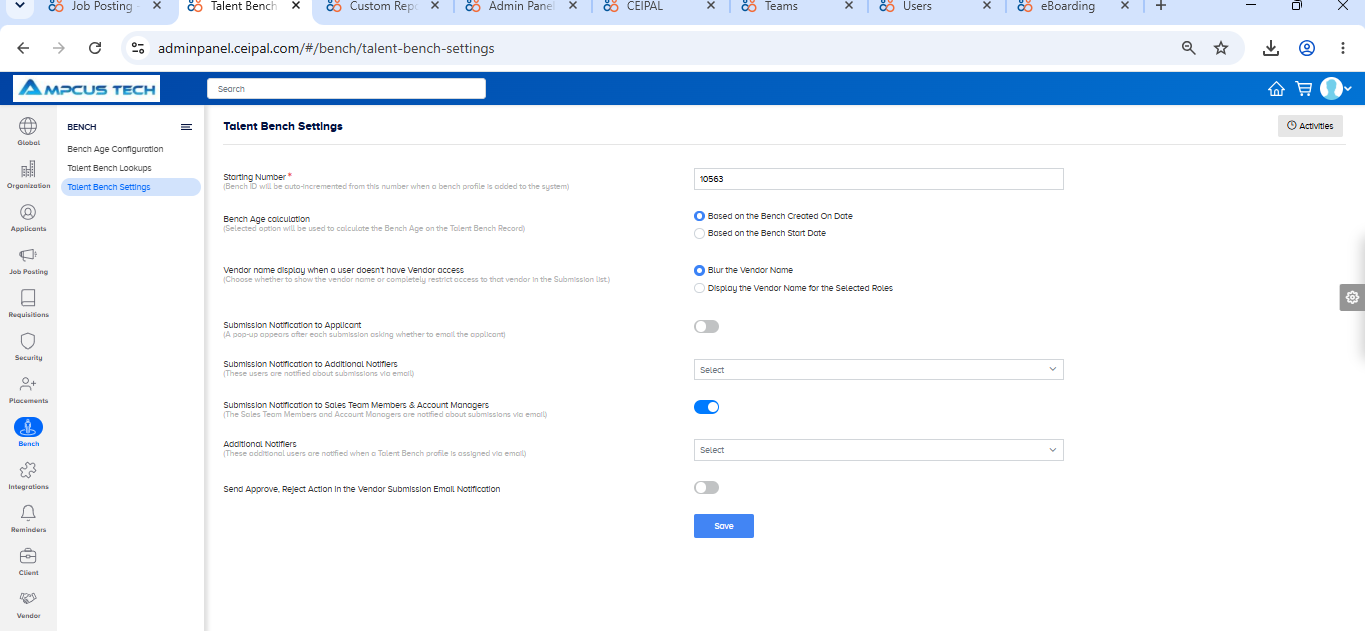 Job Posting -
Talent Bench
Custom Repo
Admin Panel
CEIPAL
Teams
Users
eBoarding
adminpanel.ceipal.com/#/bench/talent-bench-settings
AMPCUS TECH
Search
Global
Organization
Applicants
Job Posting
Requisitions
Security
Placements
Bench
Integrations
Reminders
Client
Vendor
BENCH
Bench Age Configuration
Talent Bench Lookups
Talent Bench Settings
Talent Bench Settings
Activities
Starting Number *
(Bench ID will be auto-incremented from this number when a bench profile is added to the system)
10563
Bench Age calculation
(Selected option will be used to calculate the Bench Age on the Talent Bench Record)
Based on the Bench Created On Date
Based on the Bench Start Date
Vendor name display when a user doesn't have Vendor access
(Choose whether to show the vendor name or completely restrict access to that vendor in the Submission list.)
Blur the Vendor Name
Display the Vendor Name for the Selected Roles
Submission Notification to Applicant
(A pop-up appears after each submission asking whether to email the applicant)
Submission Notification to Additional Notifiers
(These users are notified about submissions via email)
Select
Submission Notification to Sales Team Members & Account Managers
(The Sales Team Members and Account Managers are notified about submissions via email)
Additional Notifiers
(These additional users are notified when a Talent Bench profile is assigned via email)
Select
Send Approve, Reject Action in the Vendor Submission Email Notification
Save